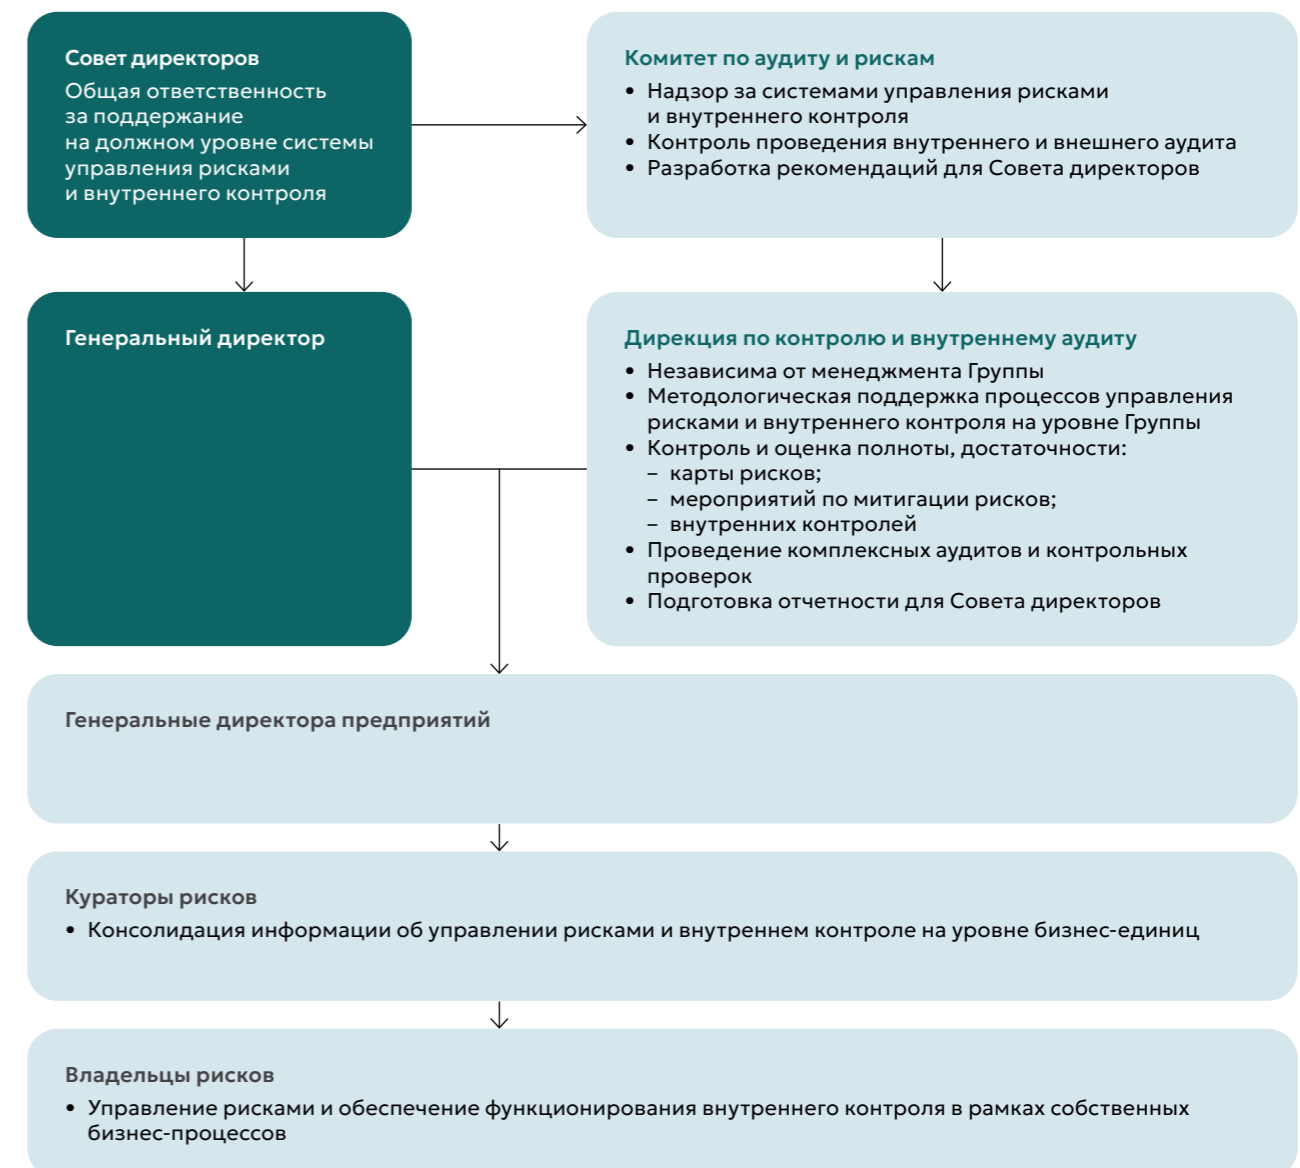 Совет директоров
Общая ответственность
за поддержание
на должном уровне системы
управления рисками
и внутреннего контроля
Комитет по аудиту и рискам
• Надзор за системами управления рисками
и внутреннего контроля
• Контроль проведения внутреннего и внешнего аудита
• Разработка рекомендаций для Совета директоров
Генеральный директор
Дирекция по контролю и внутреннему аудиту
• Независима от менеджмента Группы
• Методологическая поддержка процессов управления
рисками и внутреннего контроля на уровне Группы
• Контроль и оценка полноты, достаточности:
– карты рисков;
– мероприятий по митигации рисков;
– внутренних контролей
• Проведение комплексных аудитов и контрольных
проверок
• Подготовка отчетности для Совета директоров
Генеральные директора предприятий
Кураторы рисков
• Консолидация информации об управлении рисками и внутреннем контроле на уровне бизнес-единиц
Владельцы рисков
• Управление рисками и обеспечение функционирования внутреннего контроля в рамках собственных
бизнес-процессов